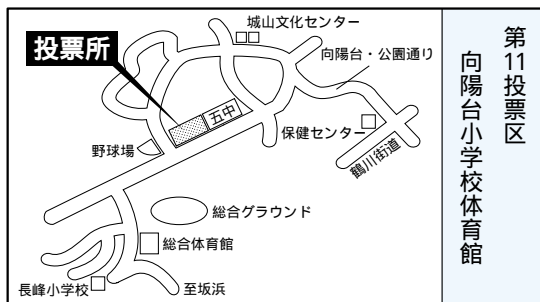 第11投票区
向陽台小学校体育館
城山文化センター
投票所
向陽台・公園通り
五中
保健センター
野球場
鶴川街道
総合グラウンド
総合体育館
長峰小学校
至坂浜